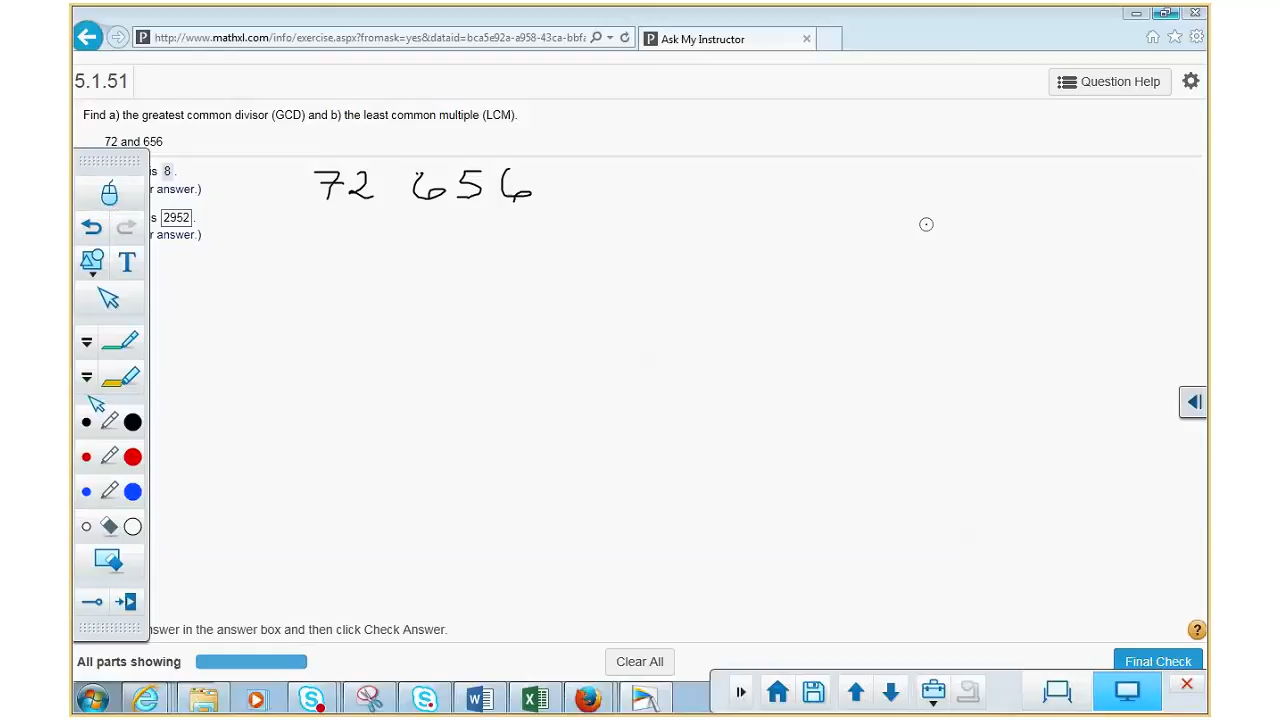 http://www.mathxl.com/info/exercise.aspx?fromask=yes&dataid=bca5e92a-a958-43ca-bbfa
Ask My Instructor
5.1.51
Question Help
Find a) the greatest common divisor (GCD) and b) the least common multiple (LCM).
72 and 656
is 8.
r answer.)
72 656
s 2952.
r answer.)
T
nswer in the answer box and then click Check Answer.
?
All parts showing
Clear All
Final Check